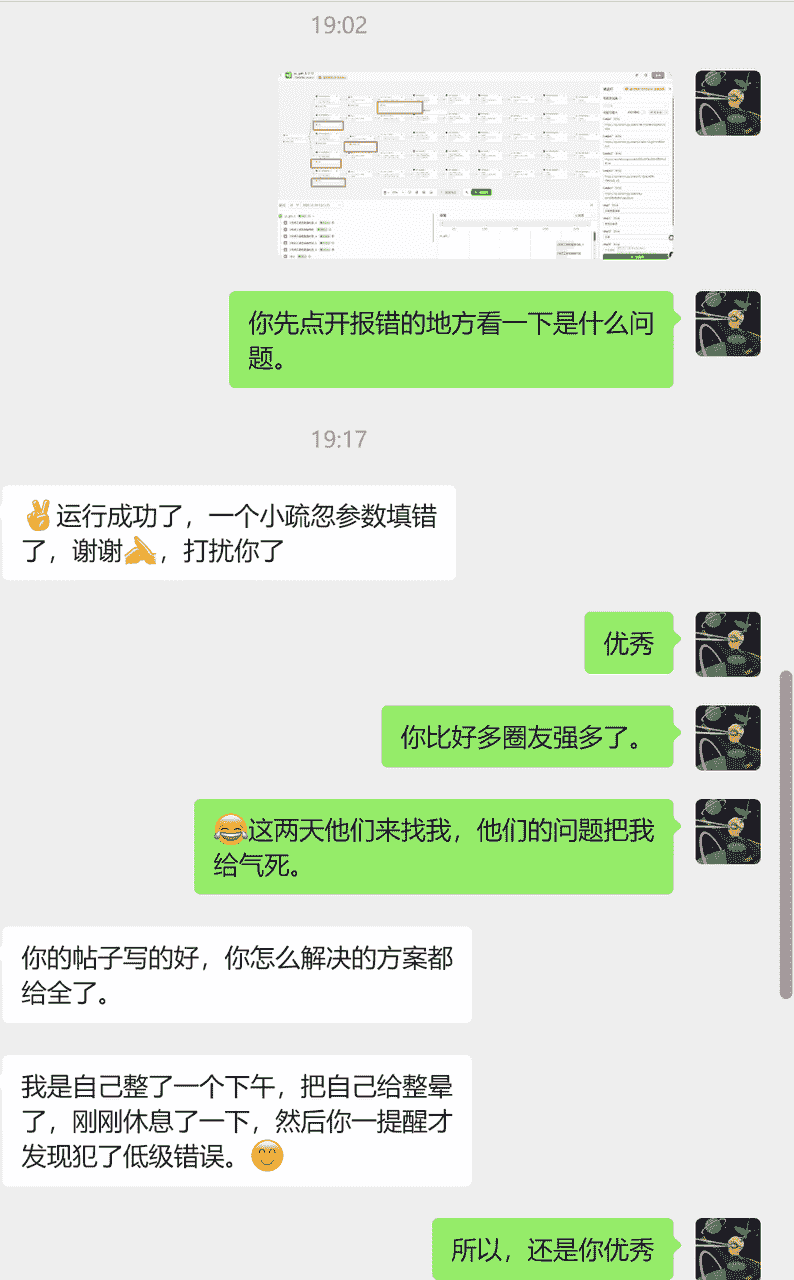 19:02
你先点开报错的地方看一下是什么问
题。
19:17
✌运行成功了，一个小疏忽参数填错
了，谢谢🙏，打扰你了
优秀
你比好多圈友强多了。
😂这两天他们来找我，他们的问题把我
给气死。
你的帖子写的好，你怎么解决的方案都
给全了。
我是自己整了一个下午，把自己给整晕
了，刚刚休息了一下，然后你一提醒才
发现犯了低级错误。😊
所以，还是你优秀